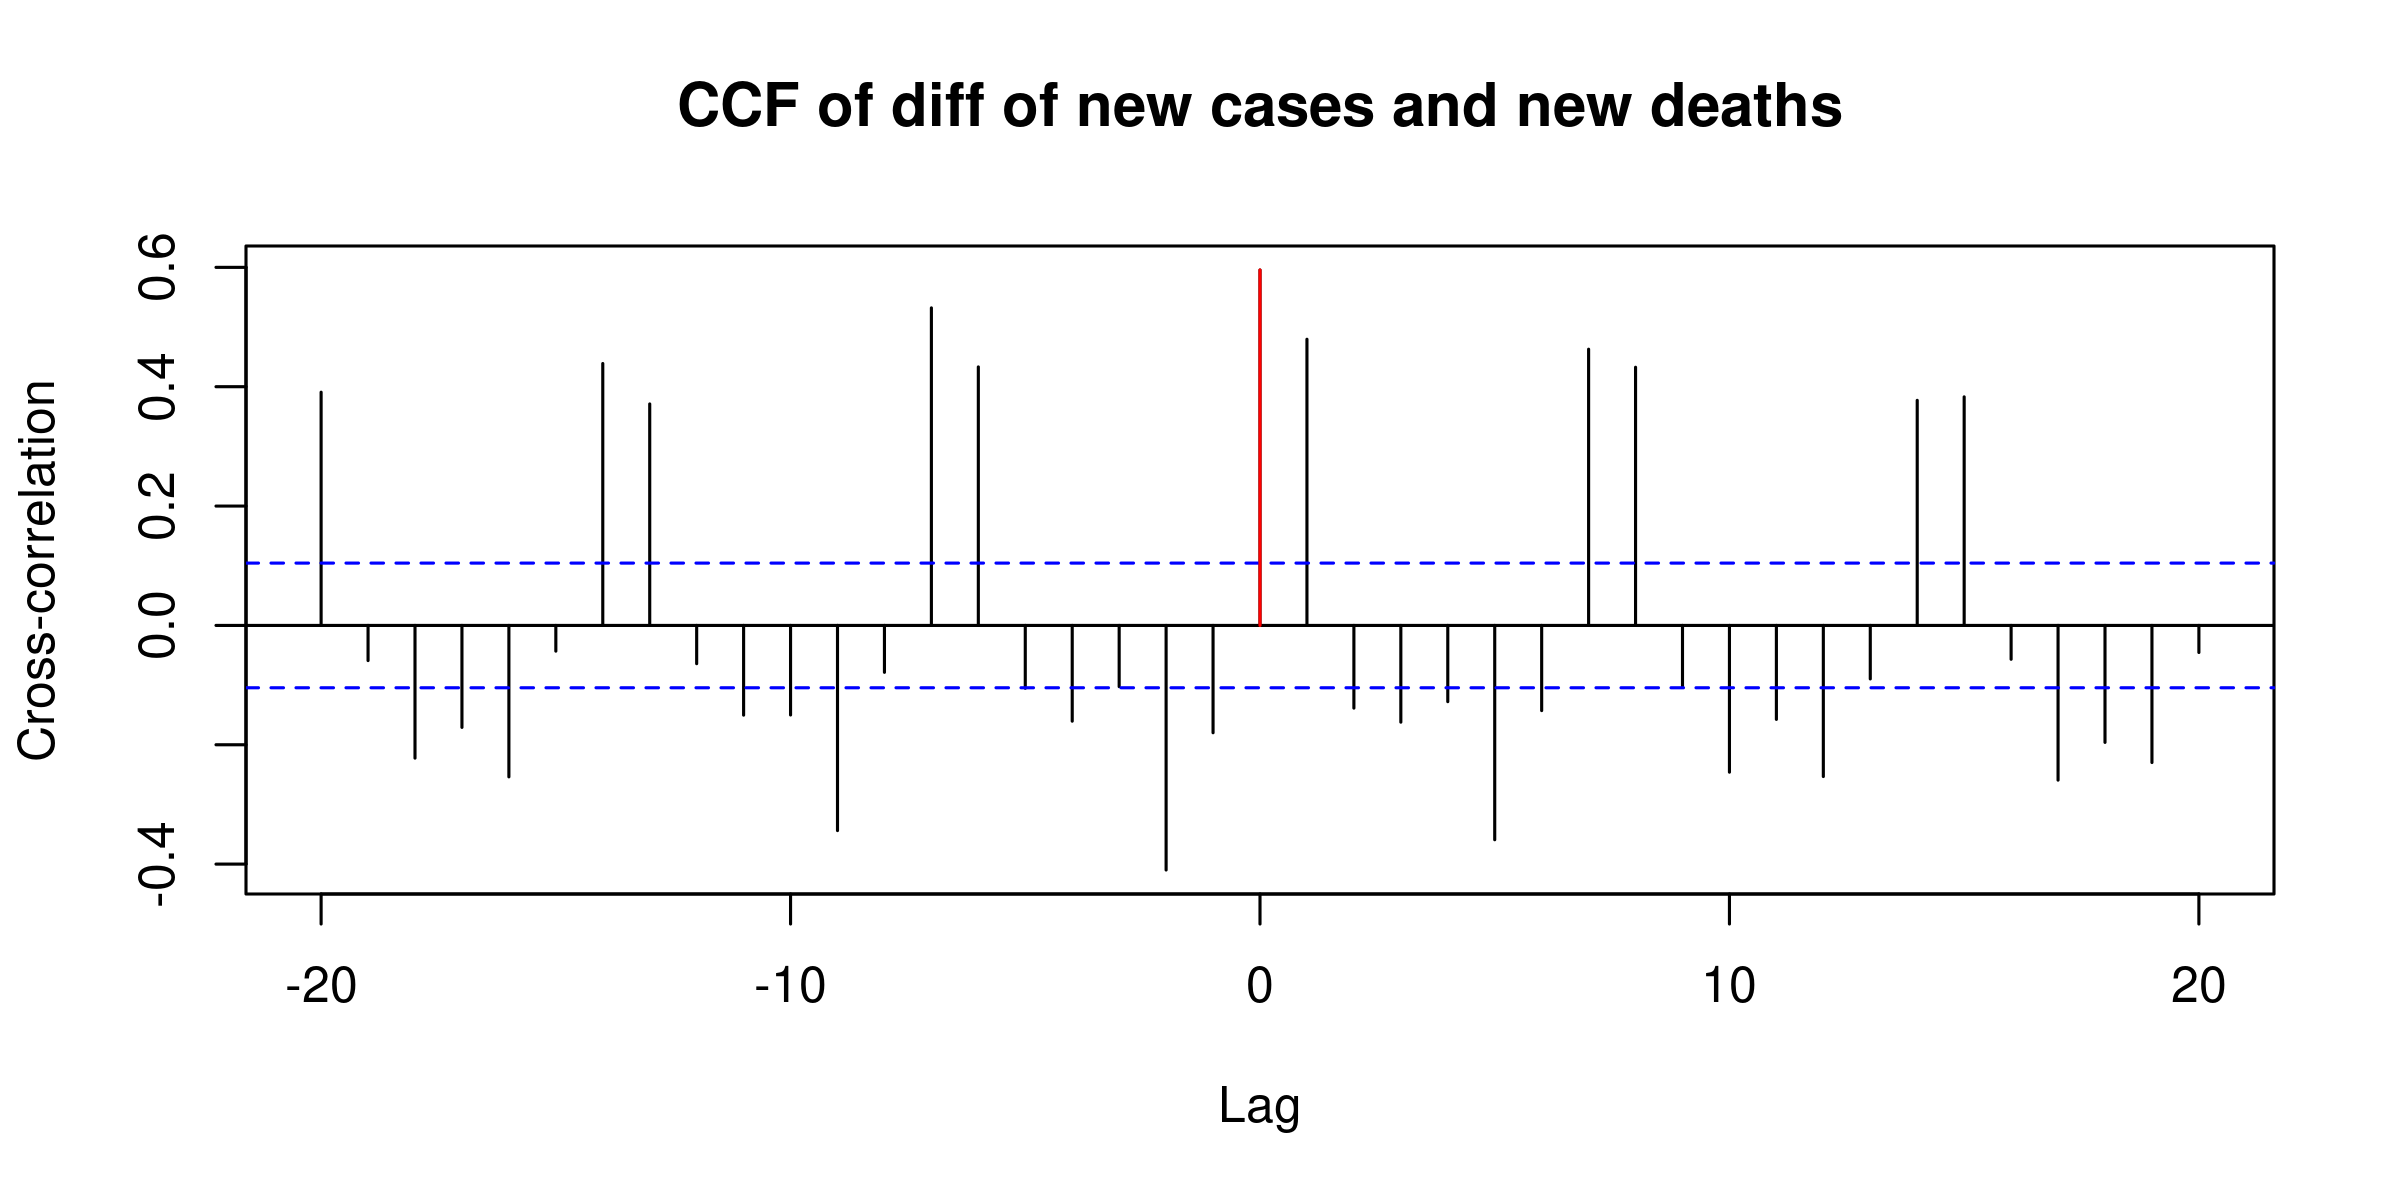 CCF of diff of new cases and new deaths
Cross-correlation
0.6
0.4
0.2
0.0
-0.4
-20 -10 0 10 20
Lag